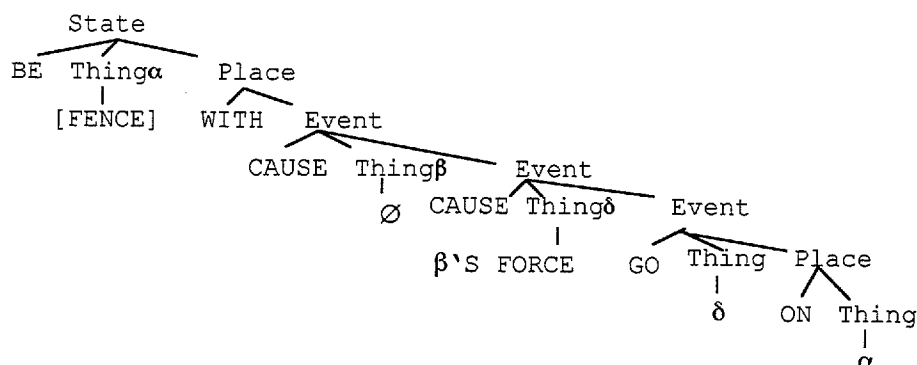 State
BE Thingα Place
[FENCE] WITH Event
CAUSE Thingβ Event
∅ CAUSE Thingδ Event
β'S FORCE GO Thing Place
δ ON Thing
α